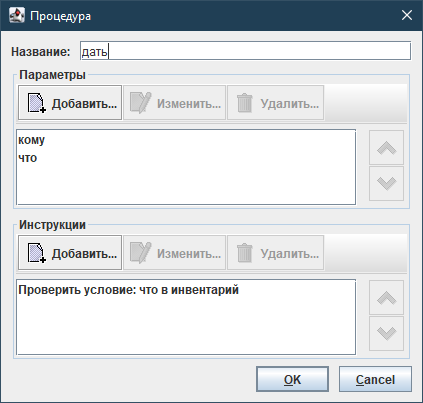 Процедура
Название: дать
Параметры
Добавить... Изменить... Удалить...
кому
что
Инструкции
Добавить... Изменить... Удалить...
Проверить условие: что в инвентарий
OK Cancel